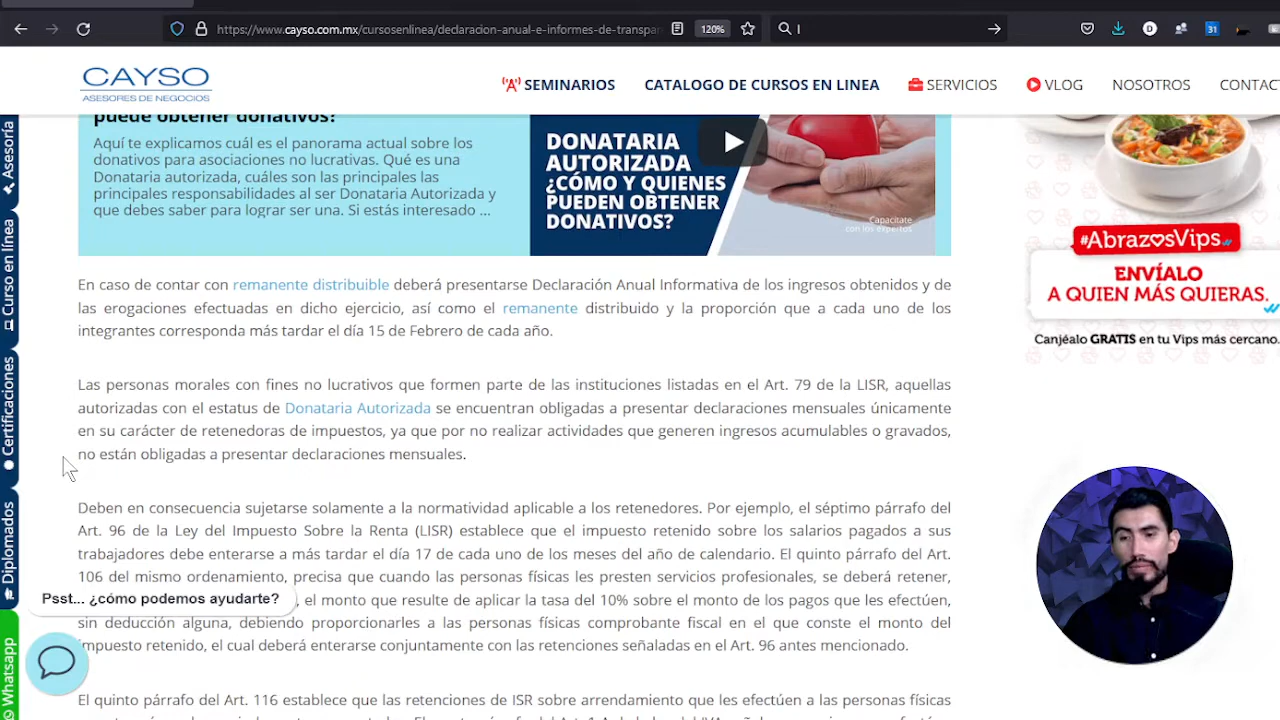 https://www.cayso.com.mx/cursosenlinea/declaracion-anual-e-informes-de-transpar
120%
31
CAYSO
ASESORES DE NEGOCIOS
SEMINARIOS
CATALOGO DE CURSOS EN LINEA
SERVICIOS
VLOG
NOSOTROS
CONTAC
Asesoría
Curso en línea
Certificaciones
Diplomados
Whatsapp
puede obtener donativos?
Aquí te explicamos cuál es el panorama actual sobre los
donativos para asociaciones no lucrativas. Qué es una
Donataria autorizada, cuáles son las principales las
principales responsabilidades al ser Donataria Autorizada y
que debes saber para lograr ser una. Si estás interesado ...
DONATARIA
AUTORIZADA
¿CÓMO Y QUIENES
PUEDEN OBTENER
DONATIVOS?
Capacítate
con los expertos
#AbrazosVips
ENVÍALO
A QUIEN MÁS QUIERAS.
Canjéalo GRATIS en tu Vips más cercano.
En caso de contar con remanente distribuible deberá presentarse Declaración Anual Informativa de los ingresos obtenidos y de
las erogaciones efectuadas en dicho ejercicio, así como el remanente distribuido y la proporción que a cada uno de los
integrantes corresponda más tardar el día 15 de Febrero de cada año.
Las personas morales con fines no lucrativos que formen parte de las instituciones listadas en el Art. 79 de la LISR, aquellas
autorizadas con el estatus de Donataria Autorizada se encuentran obligadas a presentar declaraciones mensuales únicamente
en su carácter de retenedoras de impuestos, ya que por no realizar actividades que generen ingresos acumulables o gravados,
no están obligadas a presentar declaraciones mensuales.
Deben en consecuencia sujetarse solamente a la normatividad aplicable a los retenedores. Por ejemplo, el séptimo párrafo del
Art. 96 de la Ley del Impuesto Sobre la Renta (LISR) establece que el impuesto retenido sobre los salarios pagados a sus
trabajadores debe enterarse a más tardar el día 17 de cada uno de los meses del año de calendario. El quinto párrafo del Art.
106 del mismo ordenamiento, precisa que cuando las personas físicas les presten servicios profesionales, se deberá retener,
Psst... ¿cómo podemos ayudarte?
, el monto que resulte de aplicar la tasa del 10% sobre el monto de los pagos que les efectúen,
sin deducción alguna, debiendo proporcionarles a las personas físicas comprobante fiscal en el que conste el monto del
impuesto retenido, el cual deberá enterarse conjuntamente con las retenciones señaladas en el Art. 96 antes mencionado.
El quinto párrafo del Art. 116 establece que las retenciones de ISR sobre arrendamiento que les efectúen a las personas físicas